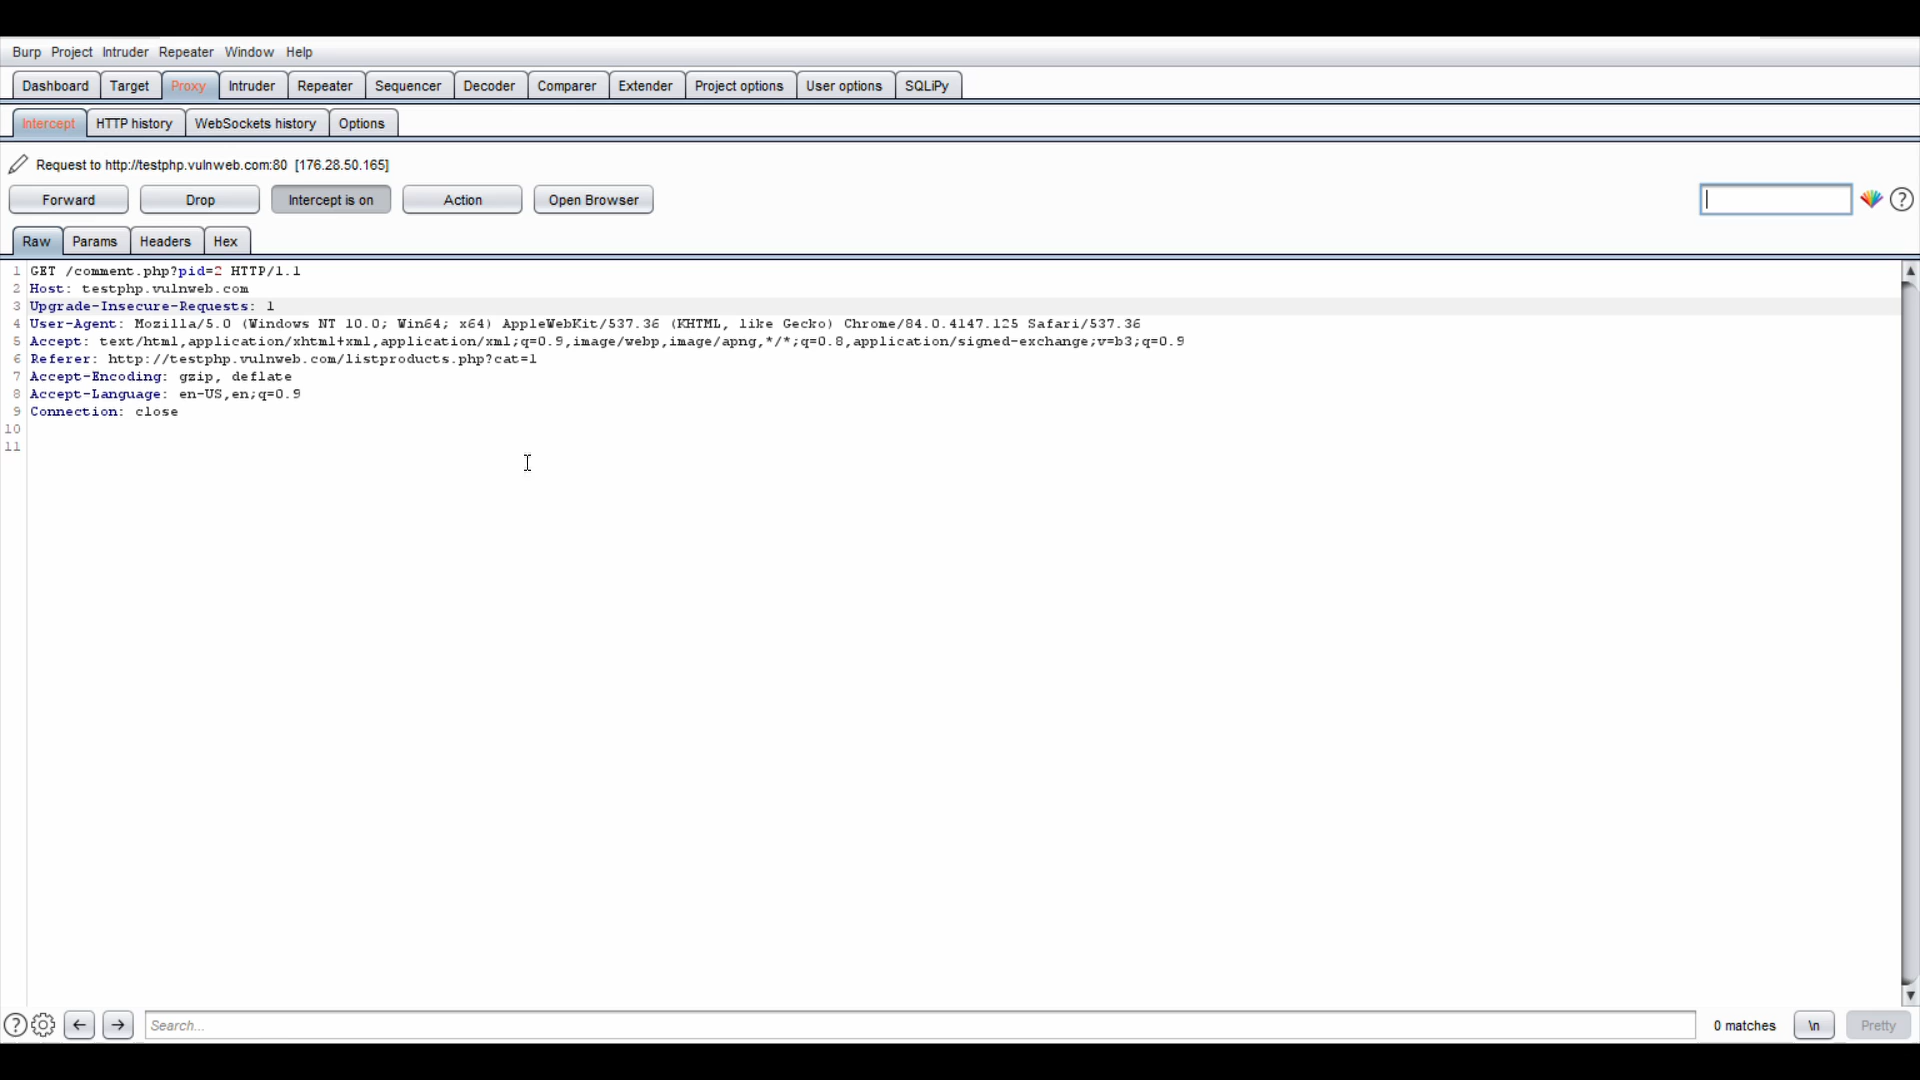 Burp Project Intruder Repeater Window Help
Dashboard Target Proxy Intruder Repeater Sequencer Decoder Comparer Extender Project options User options SQLiPy
Intercept HTTP history WebSockets history Options
Request to http://testphp.vulnweb.com:80 [176.28.50.165]
Forward Drop Intercept is on Action Open Browser ?
Raw Params Headers Hex
1 GET /comment.php?pid=2 HTTP/1.1
2 Host: testphp.vulnweb.com
3 Upgrade-Insecure-Requests: 1
4 User-Agent: Mozilla/5.0 (Windows NT 10.0; Win64; x64) AppleWebKit/537.36 (KHTML, like Gecko) Chrome/84.0.4147.125 Safari/537.36
5 Accept: text/html,application/xhtml+xml,application/xml;q=0.9,image/webp,image/apng,*/*;q=0.8,application/signed-exchange;v=b3;q=0.9
6 Referer: http://testphp.vulnweb.com/listproducts.php?cat=1
7 Accept-Encoding: gzip, deflate
8 Accept-Language: en-US,en;q=0.9
9 Connection: close
10
11
? Search... 0 matches \n Pretty